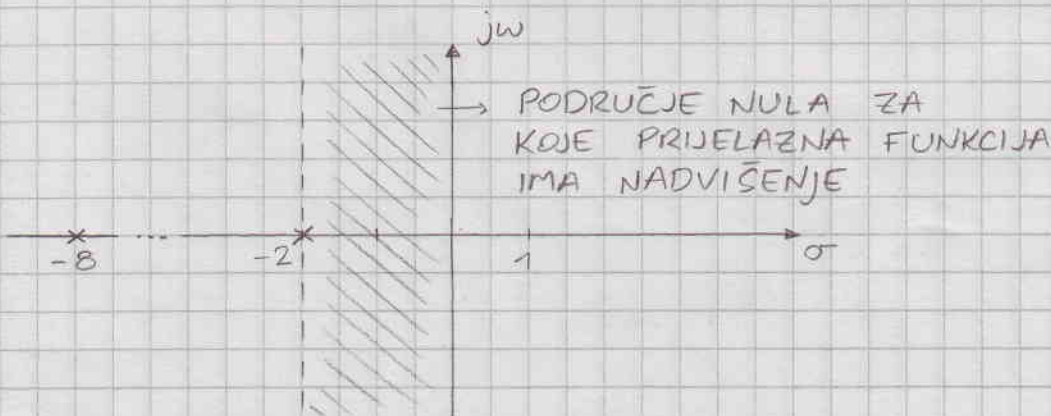 jω
→ PODRUČJE NULA ZA
KOJE PRIJELAZNA FUNKCIJA
IMA NADVIŠENJE
-8 ... -2 1 σ